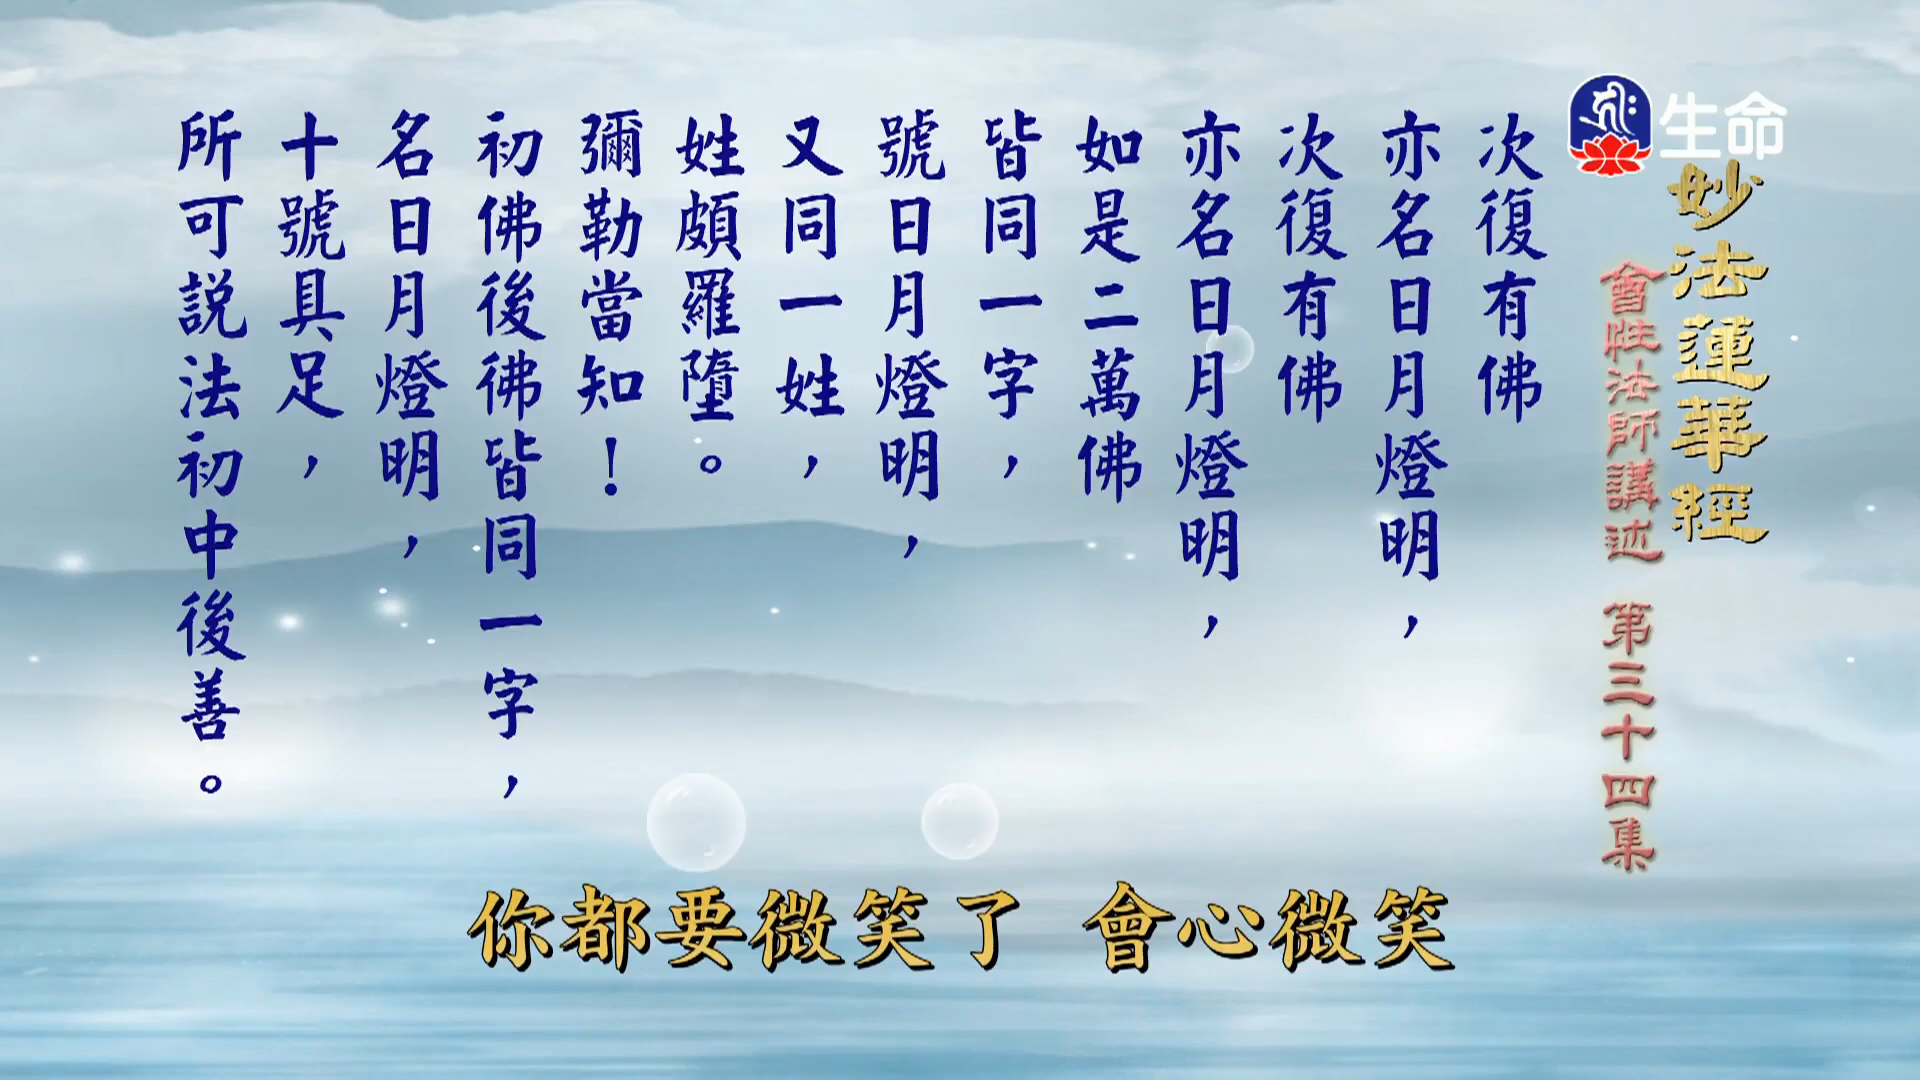 生命
妙法蓮華經
會性法師講述 第三十四集
次復有佛
亦名日月燈明，
次復有佛
亦名日月燈明，
如是二萬佛
皆同一字，
號日月燈明，
又同一姓，
姓頗羅墮。
彌勒當知！
初佛後彿皆同一字，
名日月燈明，
十號具足，
所可説法初中後善。
你都要微笑了 會心微笑